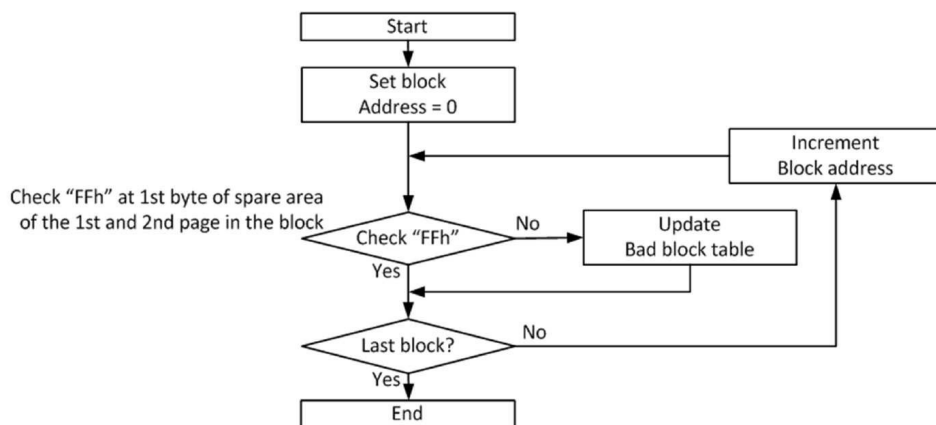 Start
Set block
Address = 0
Increment
Block address
Check “FFh” at 1st byte of spare area
of the 1st and 2nd page in the block
Check “FFh”
No
Update
Bad block table
Yes
Last block?
No
Yes
End